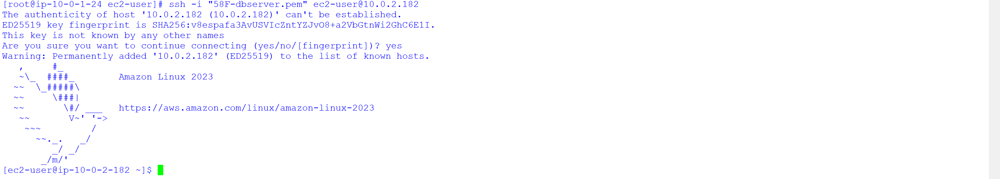 [root@ip-10-0-1-24 ec2-user]# ssh -i "58F-dbserver.pem" ec2-user@10.0.2.182
The authenticity of host '10.0.2.182 (10.0.2.182)' can't be established.
ED25519 key fingerprint is SHA256:v8espafa3AvUSVIcZntYZJvO8+a2VbGtnWi2GhC6E1I.
This key is not known by any other names
Are you sure you want to continue connecting (yes/no/[fingerprint])? yes
Warning: Permanently added '10.0.2.182' (ED25519) to the list of known hosts.
   ,     #_
   ~\_  ####_        Amazon Linux 2023
  ~~  \_#####\
  ~~     \###|
  ~~       \#/ ___   https://aws.amazon.com/linux/amazon-linux-2023
   ~~       V~' '->
    ~~~         /
      ~~._.   _/
         _/ _/
       _/m/'
[ec2-user@ip-10-0-2-182 ~]$